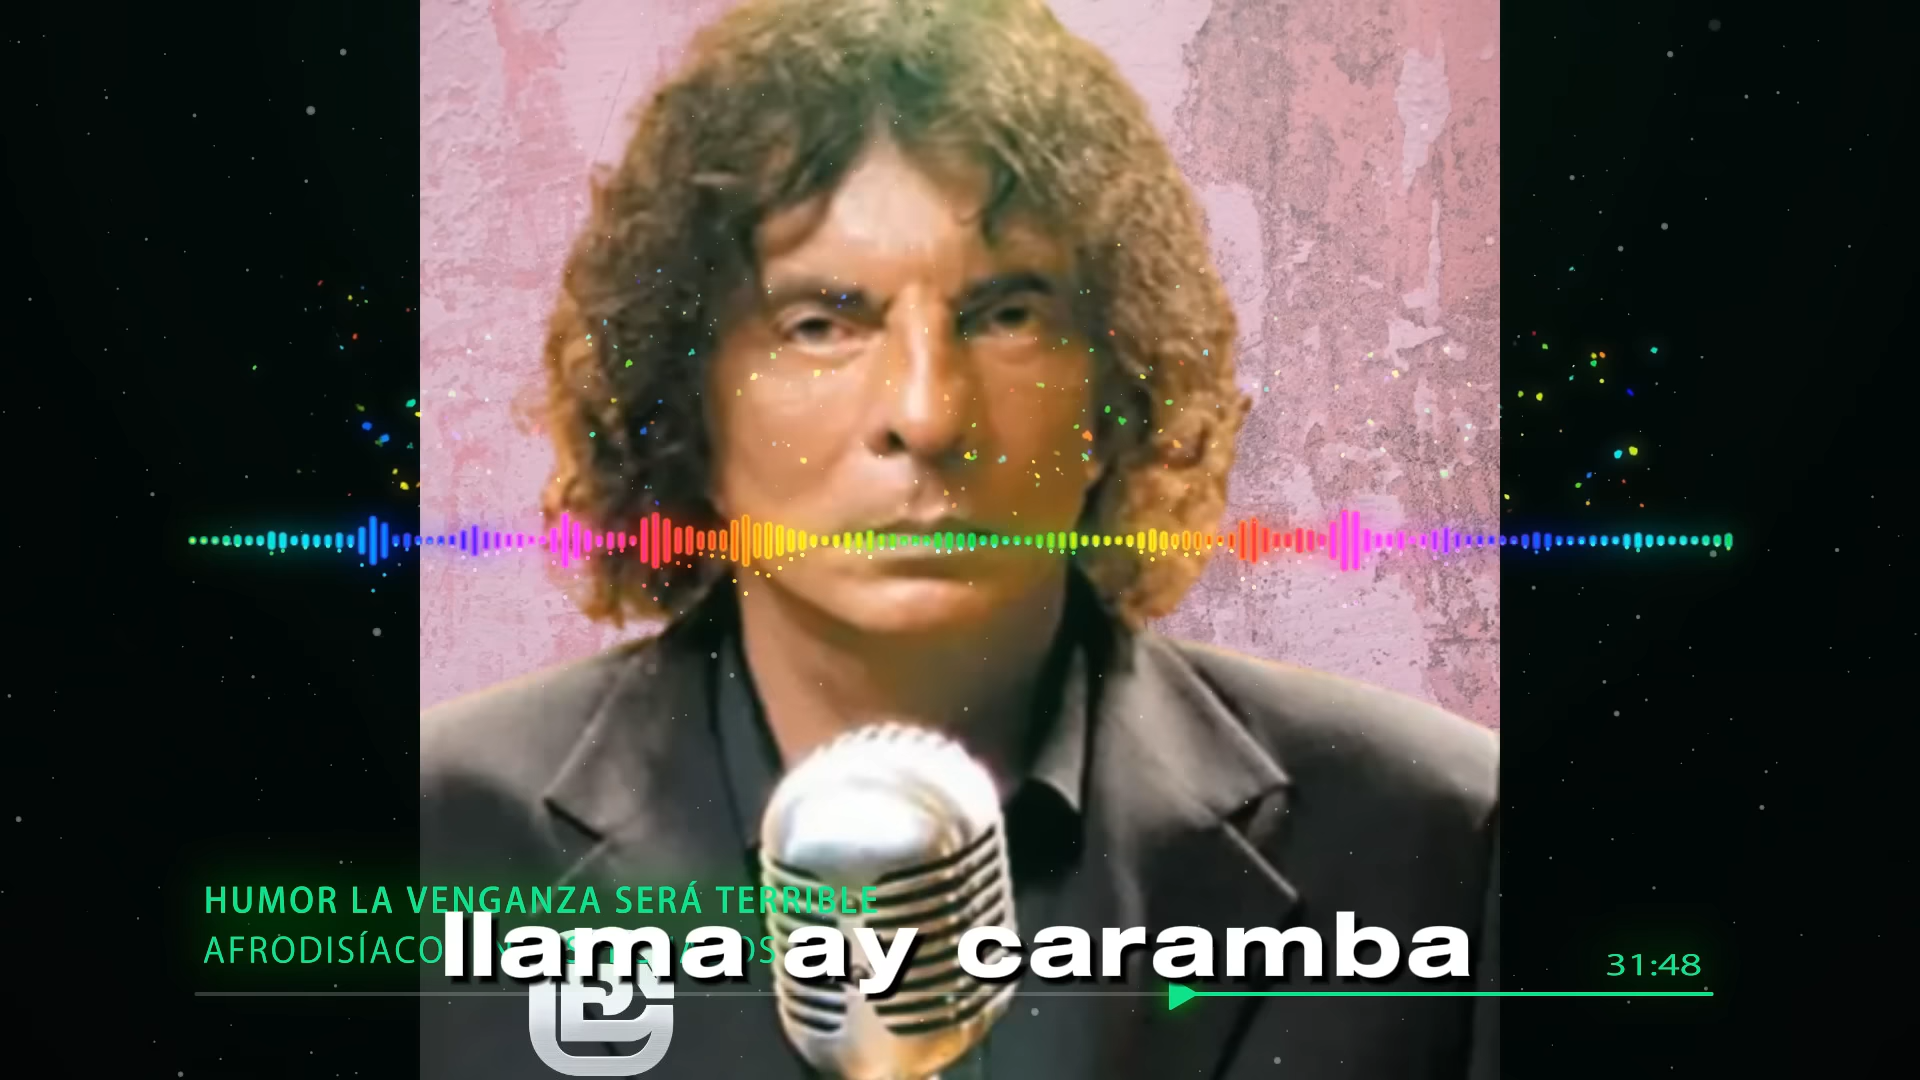 HUMOR LA VENGANZA SERÁ TERRIBLE
AFRODISÍACO
llama ay caramba
31:48